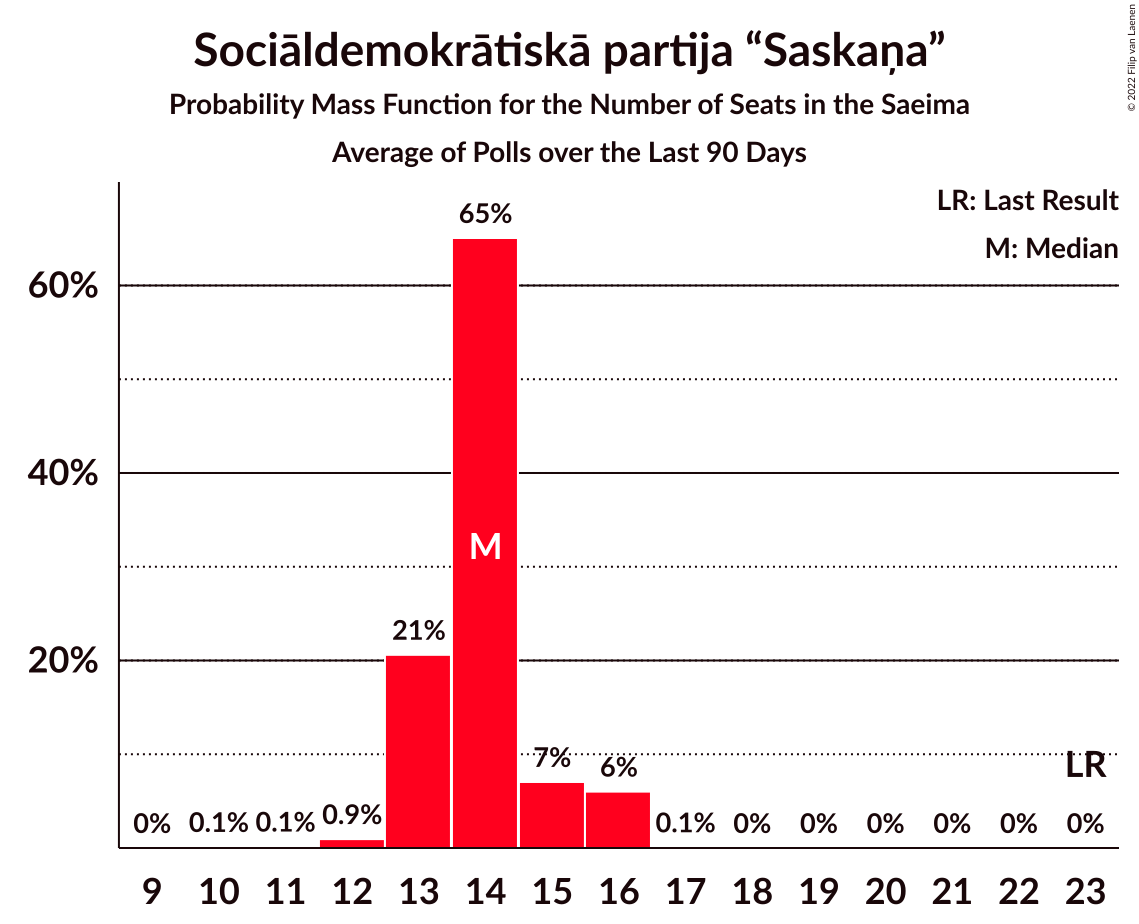 Sociāldemokrātiskā partija “Saskaņa”
Probability Mass Function for the Number of Seats in the Saeima
Average of Polls over the Last 90 Days
© 2022 Filip van Laenen
LR: Last Result
M: Median
65%
60%
40%
M
21%
20%
7%
6%
LR
0% 0.1% 0.1% 0.9% 0.1% 0% 0% 0% 0% 0% 0%
9 10 11 12 13 14 15 16 17 18 19 20 21 22 23